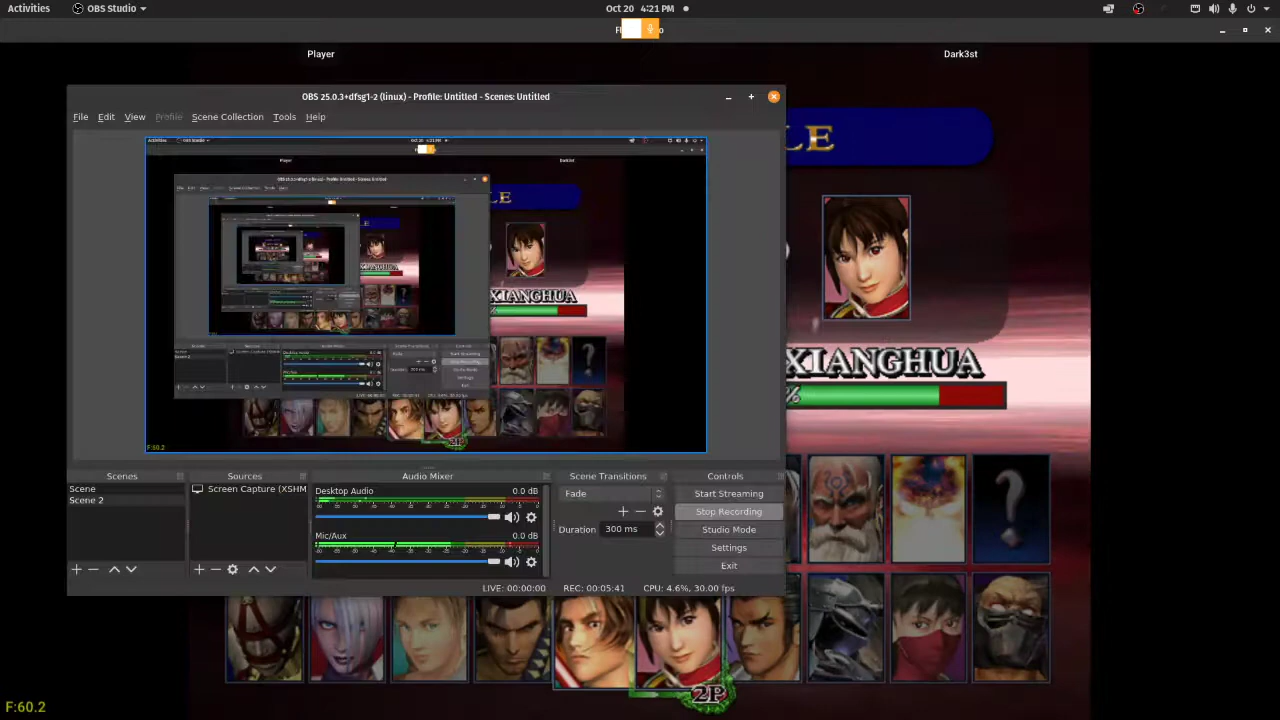 Activities
OBS Studio
Oct 20 4:21 PM
Player
Dark3st
OBS 25.0.3+dfsg1-2 (linux) - Profile: Untitled - Scenes: Untitled
File Edit View Profile Scene Collection Tools Help
LE
XIANGHUA
%
Scenes
Sources
Audio Mixer
Scene Transitions
Controls
Scene
Scene 2
Screen Capture (XSHM
Desktop Audio 0.0 dB
Mic/Aux 0.0 dB
Fade
Duration 300 ms
Start Streaming
Stop Recording
Studio Mode
Settings
Exit
LIVE: 00:00:00
REC: 00:05:41
CPU: 4.6%, 30.00 fps
2P
F:60.2